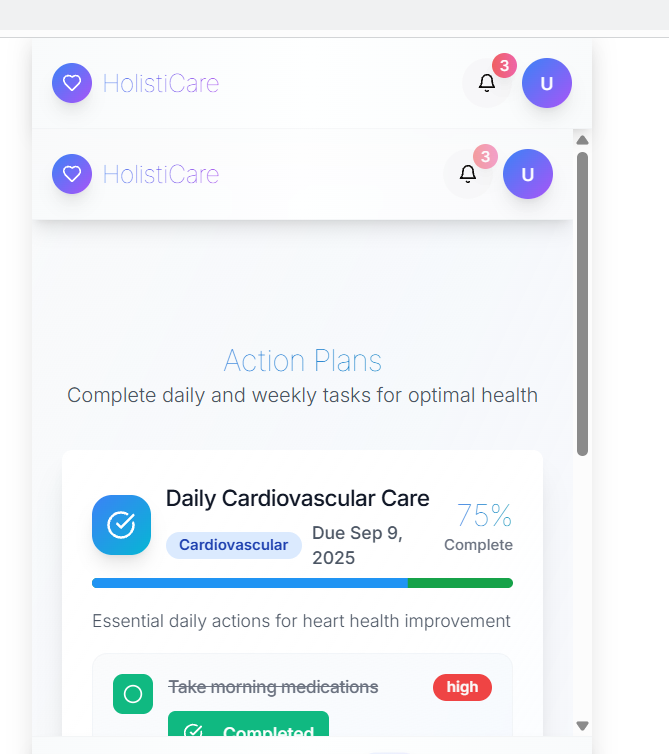 HolistiCare
3
U
HolistiCare
3
U
Action Plans
Complete daily and weekly tasks for optimal health
Daily Cardiovascular Care
75%
Cardiovascular
Due Sep 9,
2025
Complete
Essential daily actions for heart health improvement
Take morning medications
high
Completed